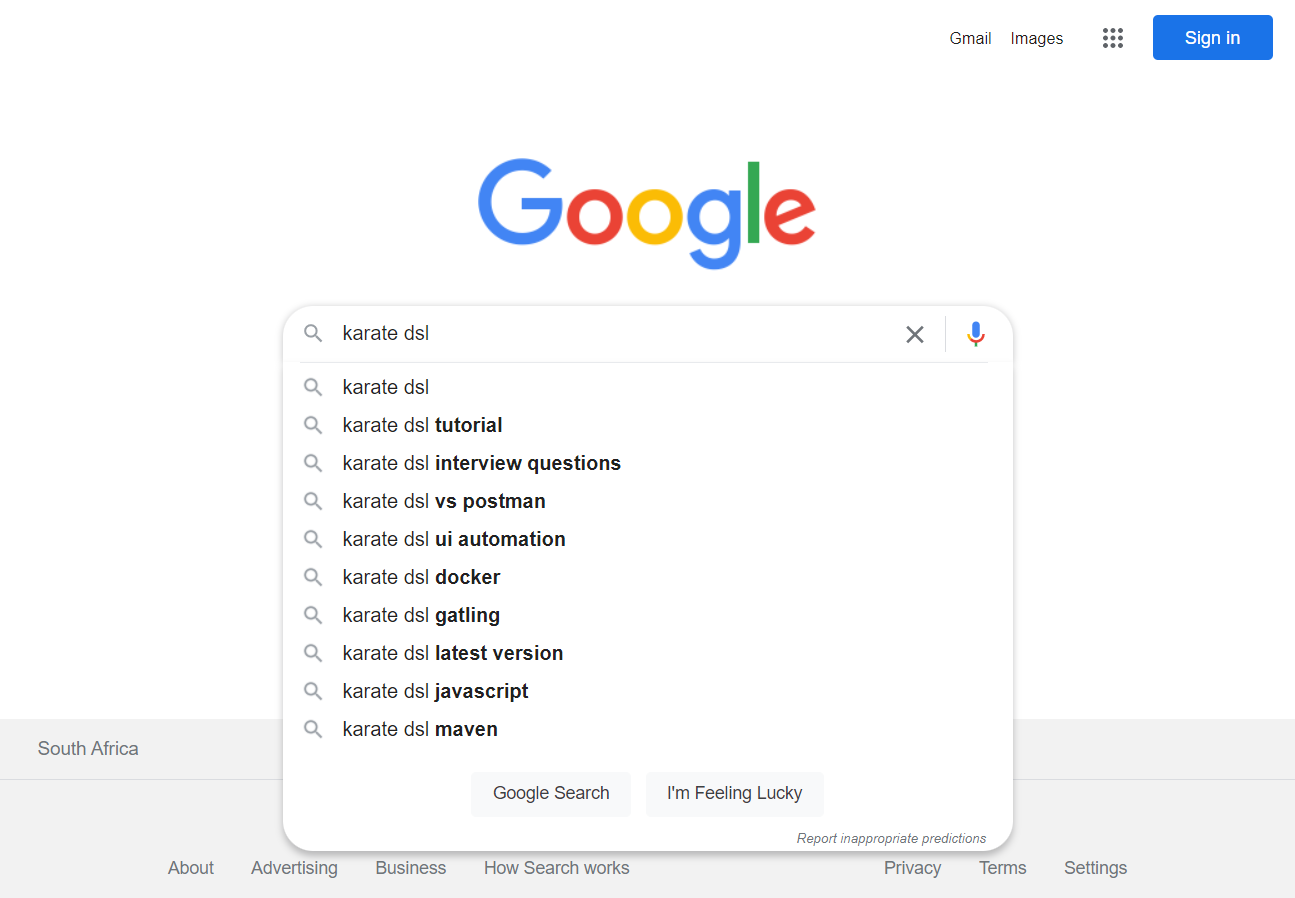 Gmail Images Sign in
Google
karate dsl
karate dsl
karate dsl tutorial
karate dsl interview questions
karate dsl vs postman
karate dsl ui automation
karate dsl docker
karate dsl gatling
karate dsl latest version
karate dsl javascript
karate dsl maven
South Africa
Google Search I'm Feeling Lucky
Report inappropriate predictions
About Advertising Business How Search works Privacy Terms Settings